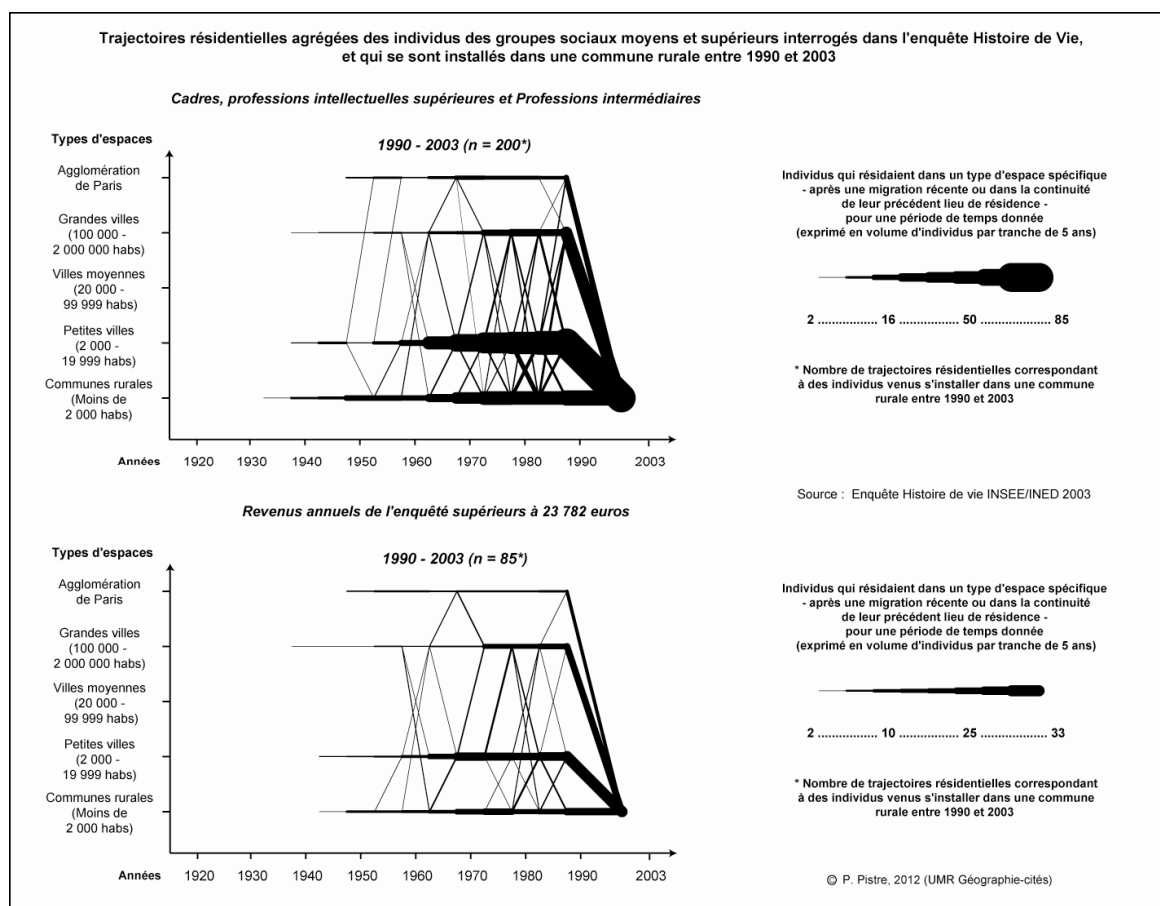 Trajectoires résidentielles agrégées des individus des groupes sociaux moyens et supérieurs interrogés dans l'enquête Histoire de Vie,
et qui se sont installés dans une commune rurale entre 1990 et 2003
Cadres, professions intellectuelles supérieures et Professions intermédiaires
Types d'espaces
1990 - 2003 (n = 200*)
Agglomération
de Paris
Grandes villes
(100 000 -
2 000 000 habs)
Villes moyennes
(20 000 -
99 999 habs)
Petites villes
(2 000 -
19 999 habs)
Communes rurales
(Moins de
2 000 habs)
Années 1920 1930 1940 1950 1960 1970 1980 1990 2003
Individus qui résidaient dans un type d'espace spécifique
- après une migration récente ou dans la continuité
de leur précédent lieu de résidence -
pour une période de temps donnée
(exprimé en volume d'individus par tranche de 5 ans)
2 ................. 16 ................. 50 .................... 85
* Nombre de trajectoires résidentielles correspondant
à des individus venus s'installer dans une commune
rurale entre 1990 et 2003
Source : Enquête Histoire de vie INSEE/INED 2003
Revenus annuels de l'enquêté supérieurs à 23 782 euros
Types d'espaces
1990 - 2003 (n = 85*)
Agglomération
de Paris
Grandes villes
(100 000 -
2 000 000 habs)
Villes moyennes
(20 000 -
99 999 habs)
Petites villes
(2 000 -
19 999 habs)
Communes rurales
(Moins de
2 000 habs)
Années 1920 1930 1940 1950 1960 1970 1980 1990 2003
Individus qui résidaient dans un type d'espace spécifique
- après une migration récente ou dans la continuité
de leur précédent lieu de résidence -
pour une période de temps donnée
(exprimé en volume d'individus par tranche de 5 ans)
2 ................. 10 ................. 25 ................... 33
* Nombre de trajectoires résidentielles correspondant
à des individus venus s'installer dans une commune
rurale entre 1990 et 2003
© P. Pistre, 2012 (UMR Géographie-cités)